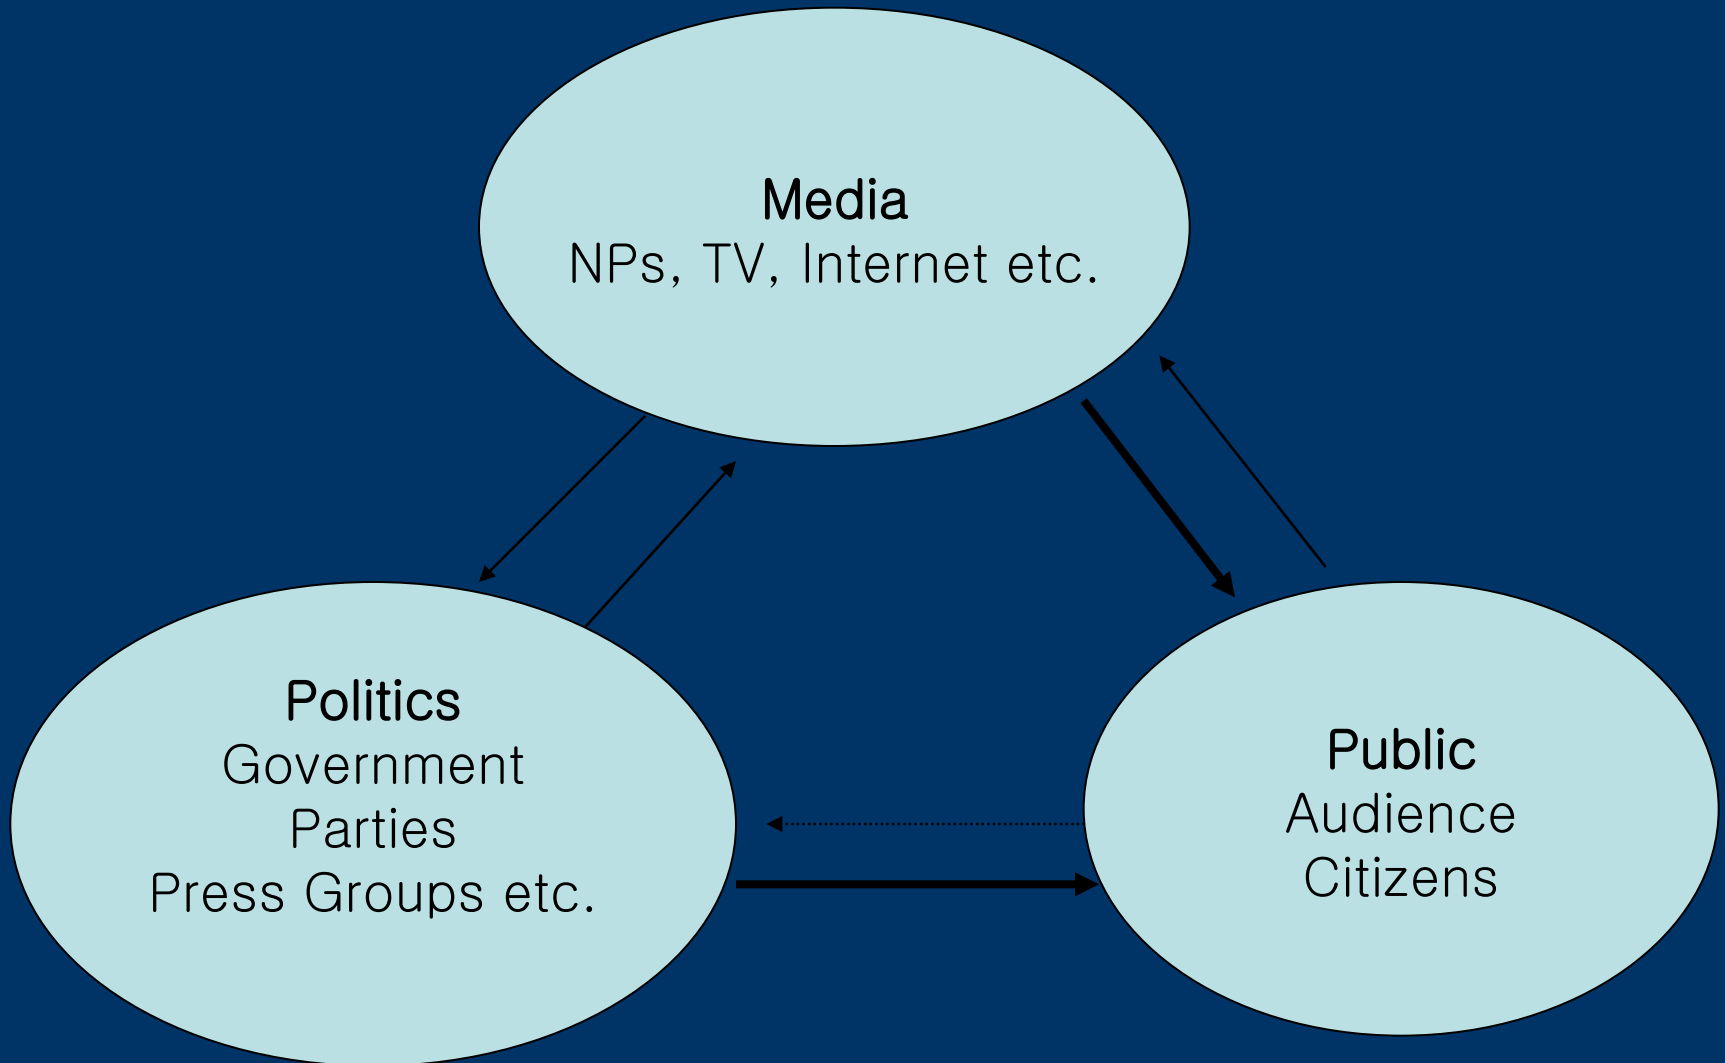 Media
NPs, TV, Internet etc.
Politics
Government
Parties
Press Groups etc.
Public
Audience
Citizens